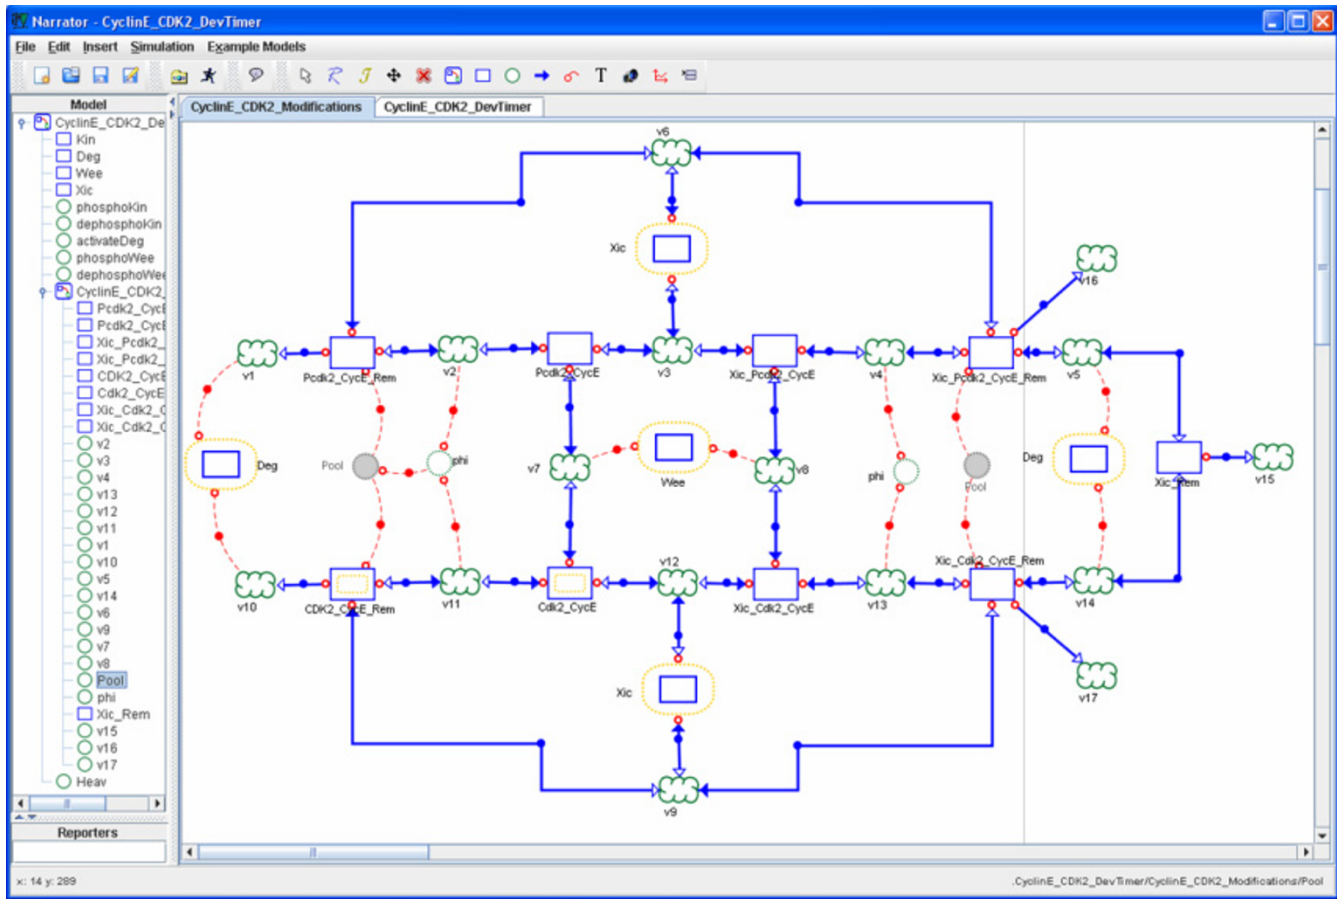 Narrator - CyclinE_CDK2_DevTimer
File Edit Insert Simulation Example Models
Model
CyclinE_CDK2_De
Kin
Deg
Wee
Xic
phosphoKin
dephosphoKin
activateDeg
phosphoWee
dephosphoWee
CyclinE_CDK2_
Pcdk2_CycE
Pcdk2_CycE
Xic_Pcdk2_
Xic_Pcdk2_
CDK2_CycE
Cdk2_CycE
Xic_Cdk2_C
Xic_Cdk2_C
v2
v3
v4
v13
v12
v11
v1
v10
v5
v14
v6
v9
v7
v8
Pool
phi
Xic_Rem
v15
v16
v17
Heav
Reporters
CyclinE_CDK2_Modifications CyclinE_CDK2_DevTimer
v6
Xic
v16
v1 Pcdk2_CycE_Rem v2 Pcdk2_CycE v3 Xic_Pcdk2_CycE v4 Xic_Pcdk2_CycE_Rem v5
Deg Pool phi v7 Wee v8 phi Pool Deg Xic_Rem v15
v10 CDK2_CycE_Rem v11 Cdk2_CycE v12 Xic_Cdk2_CycE v13 Xic_Cdk2_CycE_Rem v14
Xic
v17
v9
x: 14 y: 289
.CyclinE_CDK2_DevTimer/CyclinE_CDK2_Modifications/Pool